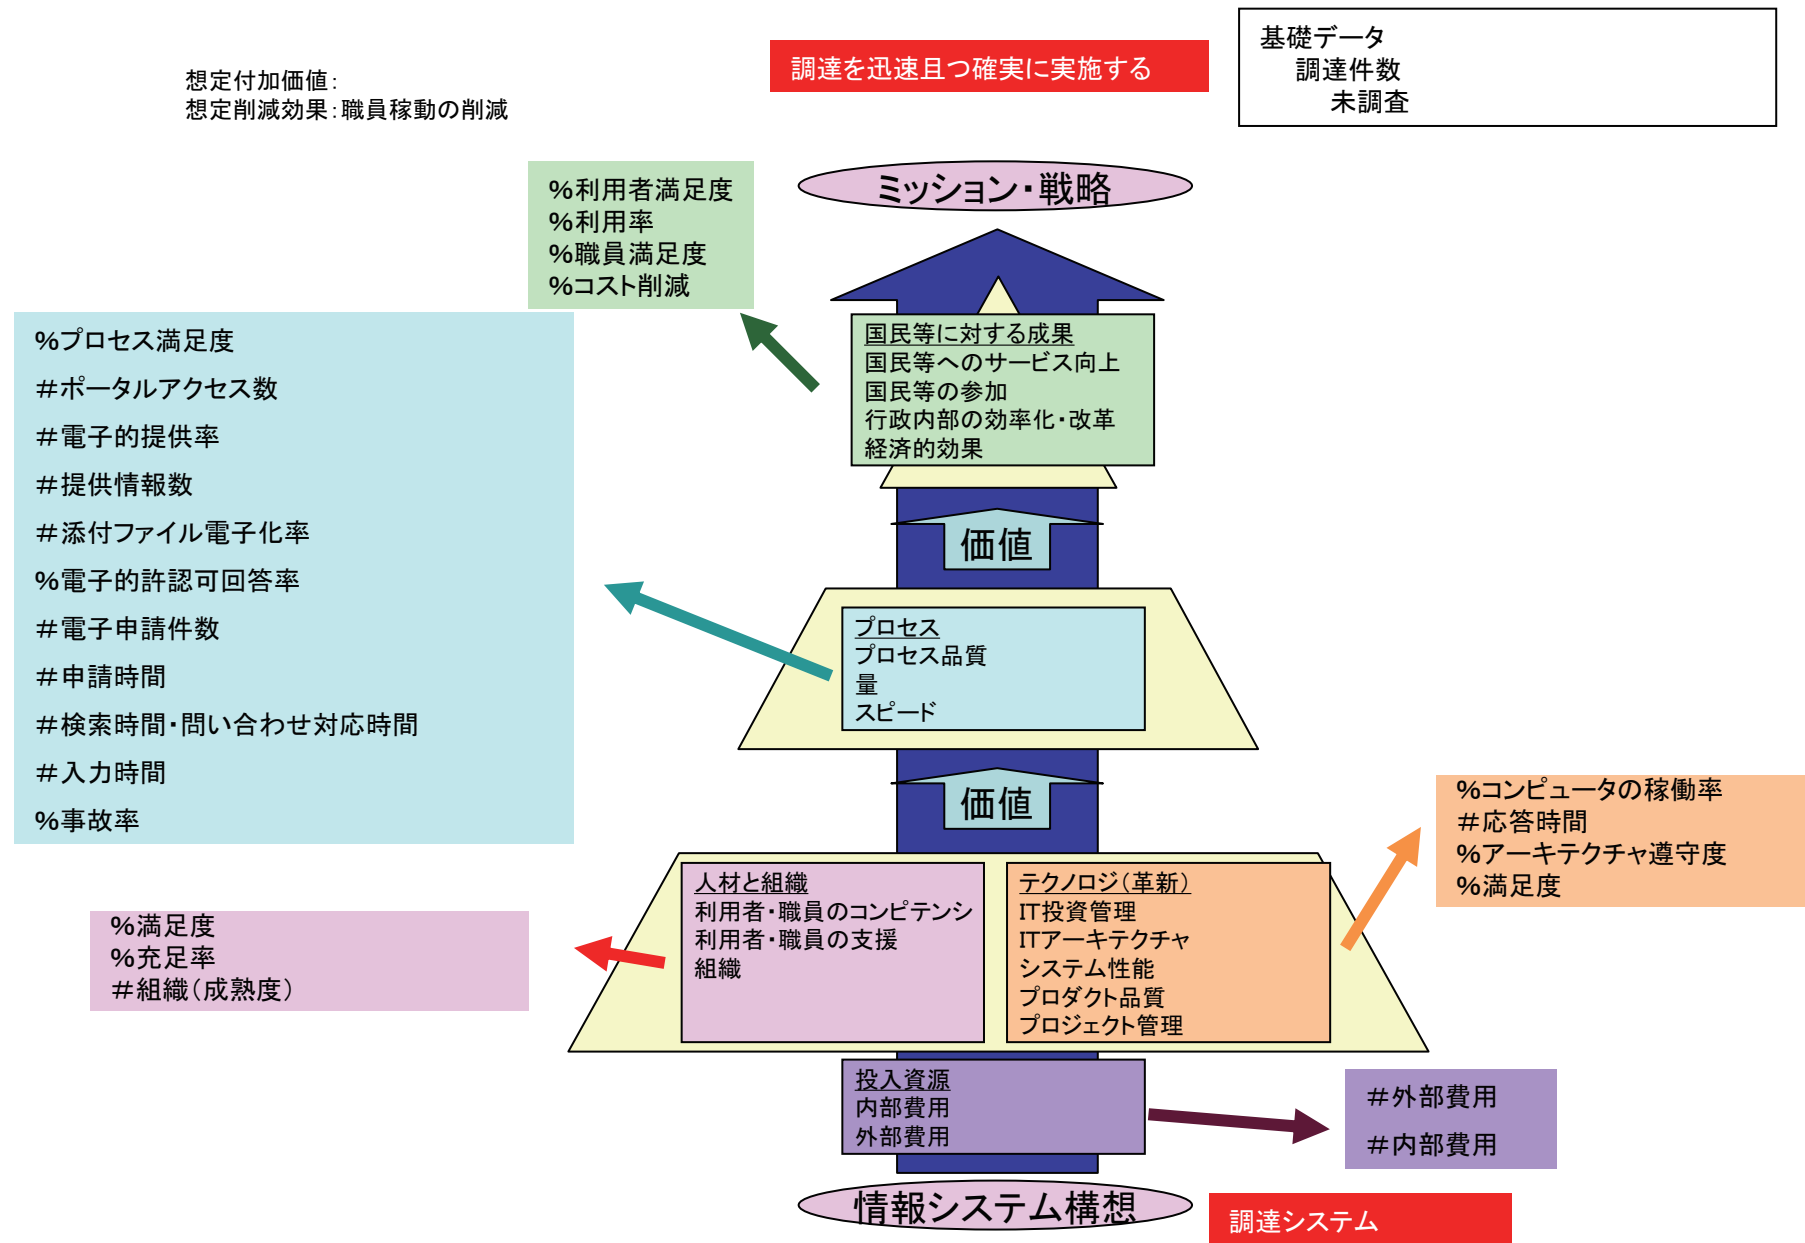 調達を迅速且つ確実に実施する
基礎データ
調達件数
未調査
想定付加価値：
想定削減効果：職員稼動の削減
ミッション・戦略
%利用者満足度
%利用率
%職員満足度
%コスト削減
国民等に対する成果
国民等へのサービス向上
国民等の参加
行政内部の効率化・改革
経済的効果
%プロセス満足度
＃ポータルアクセス数
＃電子的提供率
＃提供情報数
＃添付ファイル電子化率
%電子的許認可回答率
＃電子申請件数
＃申請時間
＃検索時間・問い合わせ対応時間
＃入力時間
%事故率
価値
プロセス
プロセス品質
量
スピード
価値
%コンピュータの稼働率
＃応答時間
%アーキテクチャ遵守度
%満足度
%満足度
%充足率
＃組織（成熟度）
人材と組織
利用者・職員のコンピテンシ
利用者・職員の支援
組織
テクノロジ（革新）
IT投資管理
ITアーキテクチャ
システム性能
プロダクト品質
プロジェクト管理
投入資源
内部費用
外部費用
＃外部費用
＃内部費用
情報システム構想
調達システム